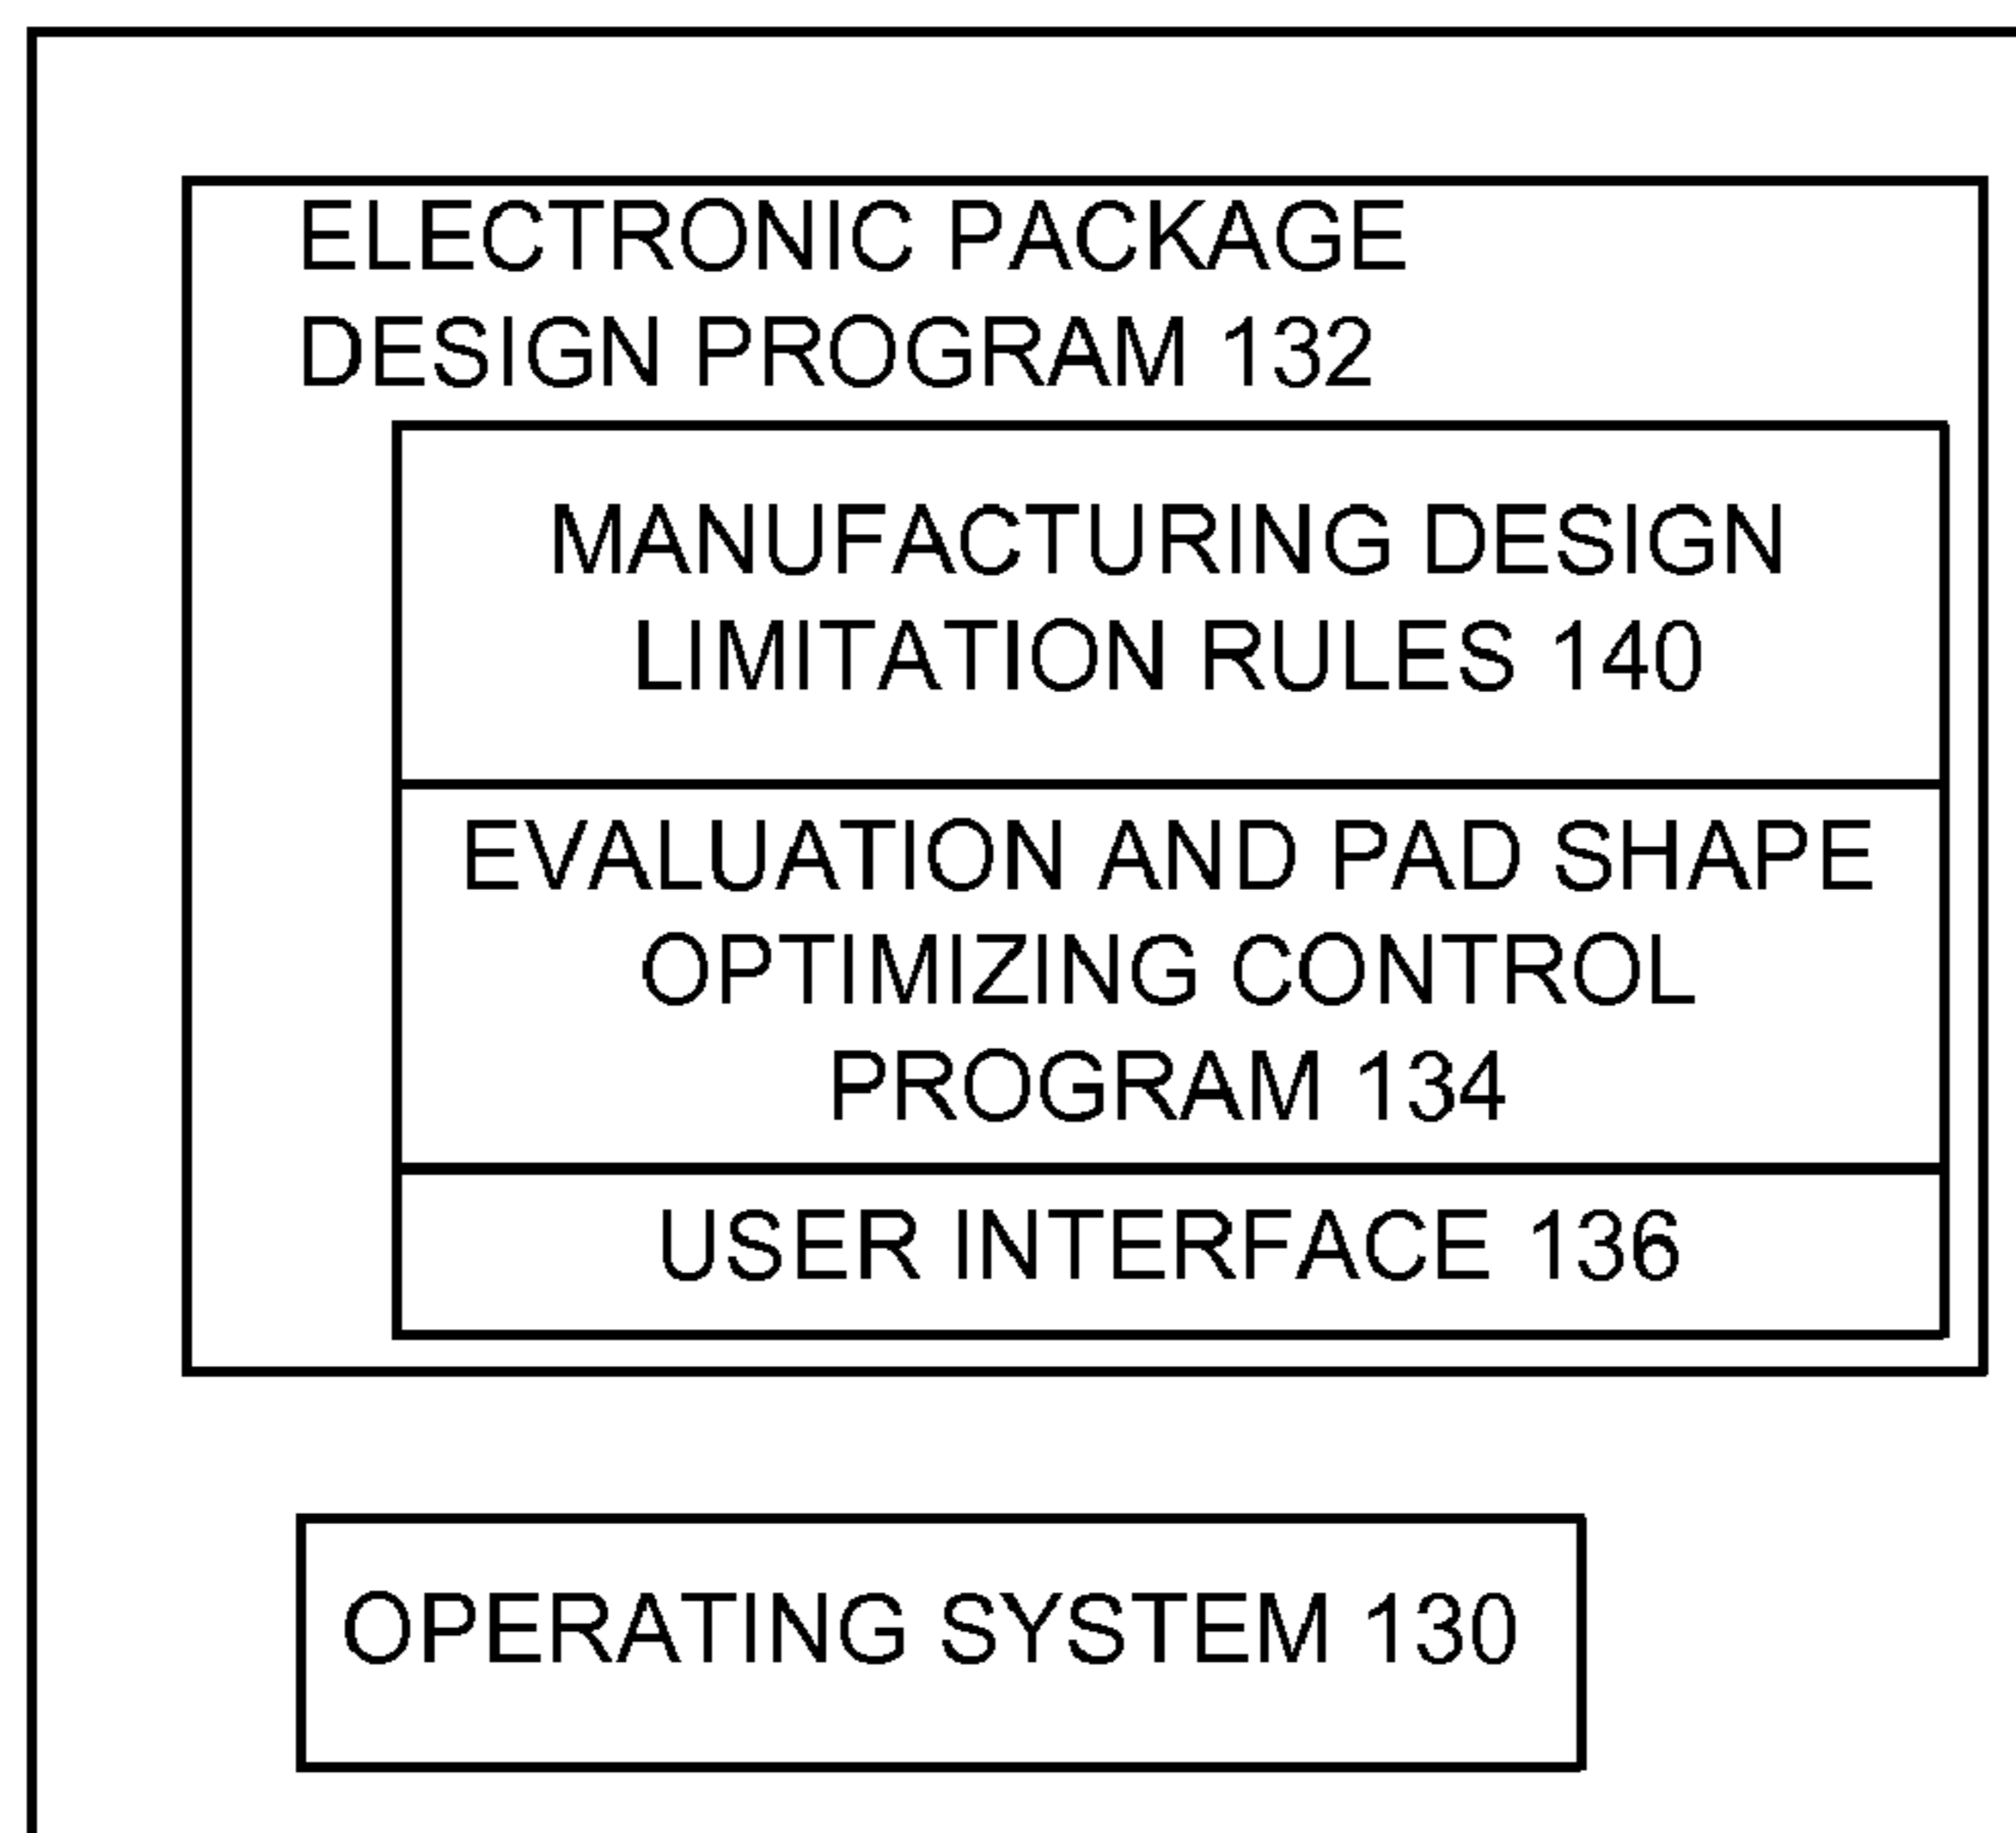 ELECTRONIC PACKAGE
DESIGN PROGRAM 132
MANUFACTURING DESIGN
LIMITATION RULES 140
EVALUATION AND PAD SHAPE
OPTIMIZING CONTROL
PROGRAM 134
USER INTERFACE 136
OPERATING SYSTEM 130